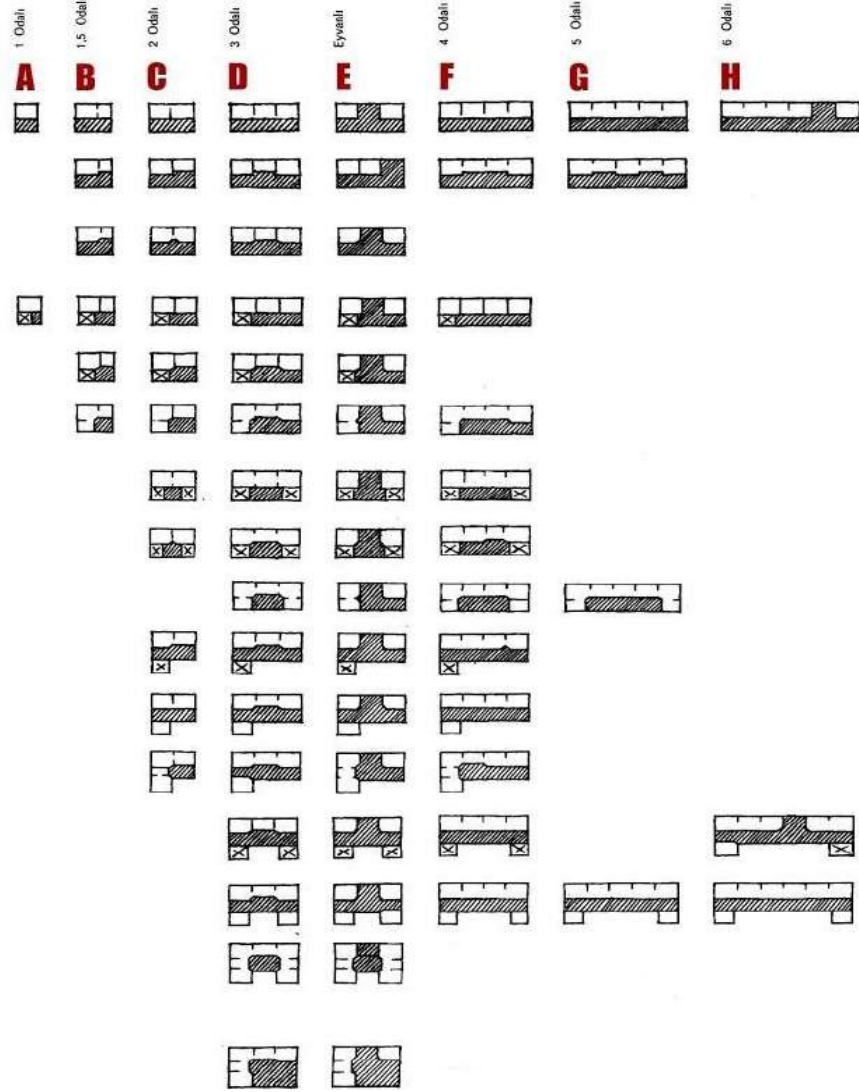 1 Odalı
1,5 Odalı
2 Odalı
3 Odalı
Eyvanlı
4 Odalı
5 Odalı
6 Odalı
A B C D E F G H